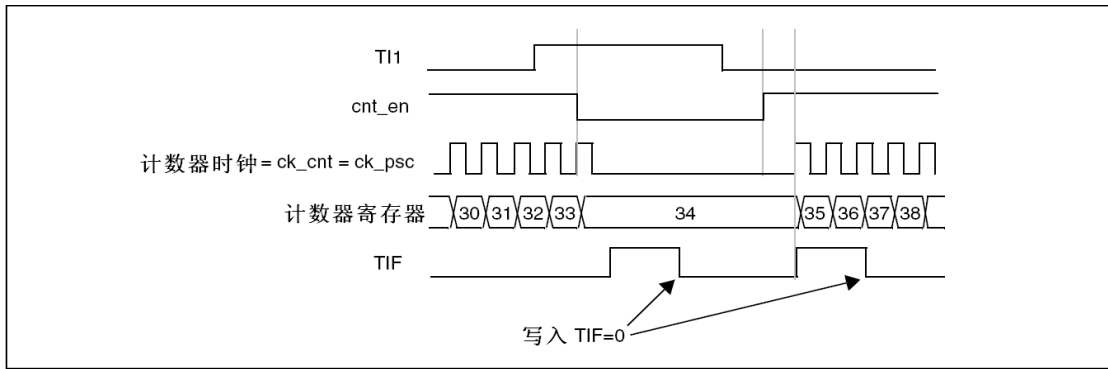 TI1
cnt_en
计数器时钟 = ck_cnt = ck_psc
计数器寄存器
30 31 32 33 34 35 36 37 38
TIF
写入 TIF=0